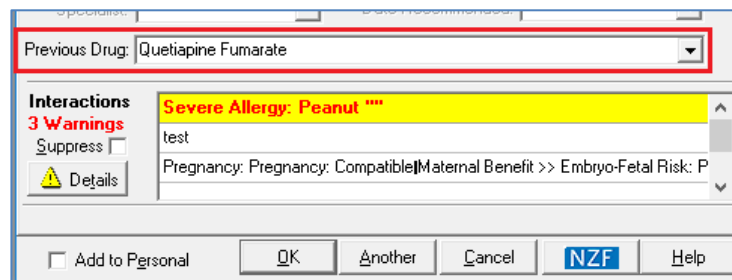 Previous Drug: Quetiapine Fumarate
Interactions
3 Warnings
Suppress
Details
Severe Allergy: Peanut """
test
Pregnancy: Pregnancy: Compatible|Maternal Benefit >> Embryo-Fetal Risk: P
Add to Personal OK Another Cancel NZF Help